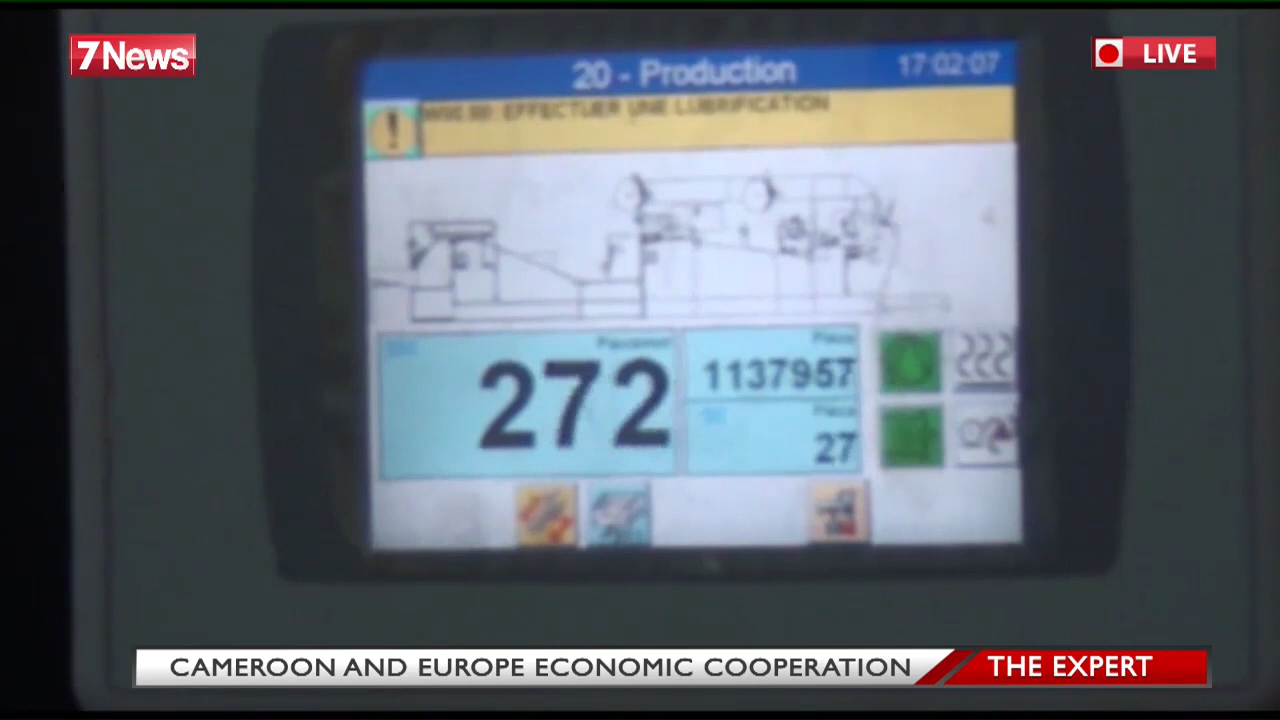 7News
LIVE
20 - Production
17:02:07
EFFECTUER UNE LUBRIFICATION
272
1137957
27
CAMEROON AND EUROPE ECONOMIC COOPERATION
THE EXPERT